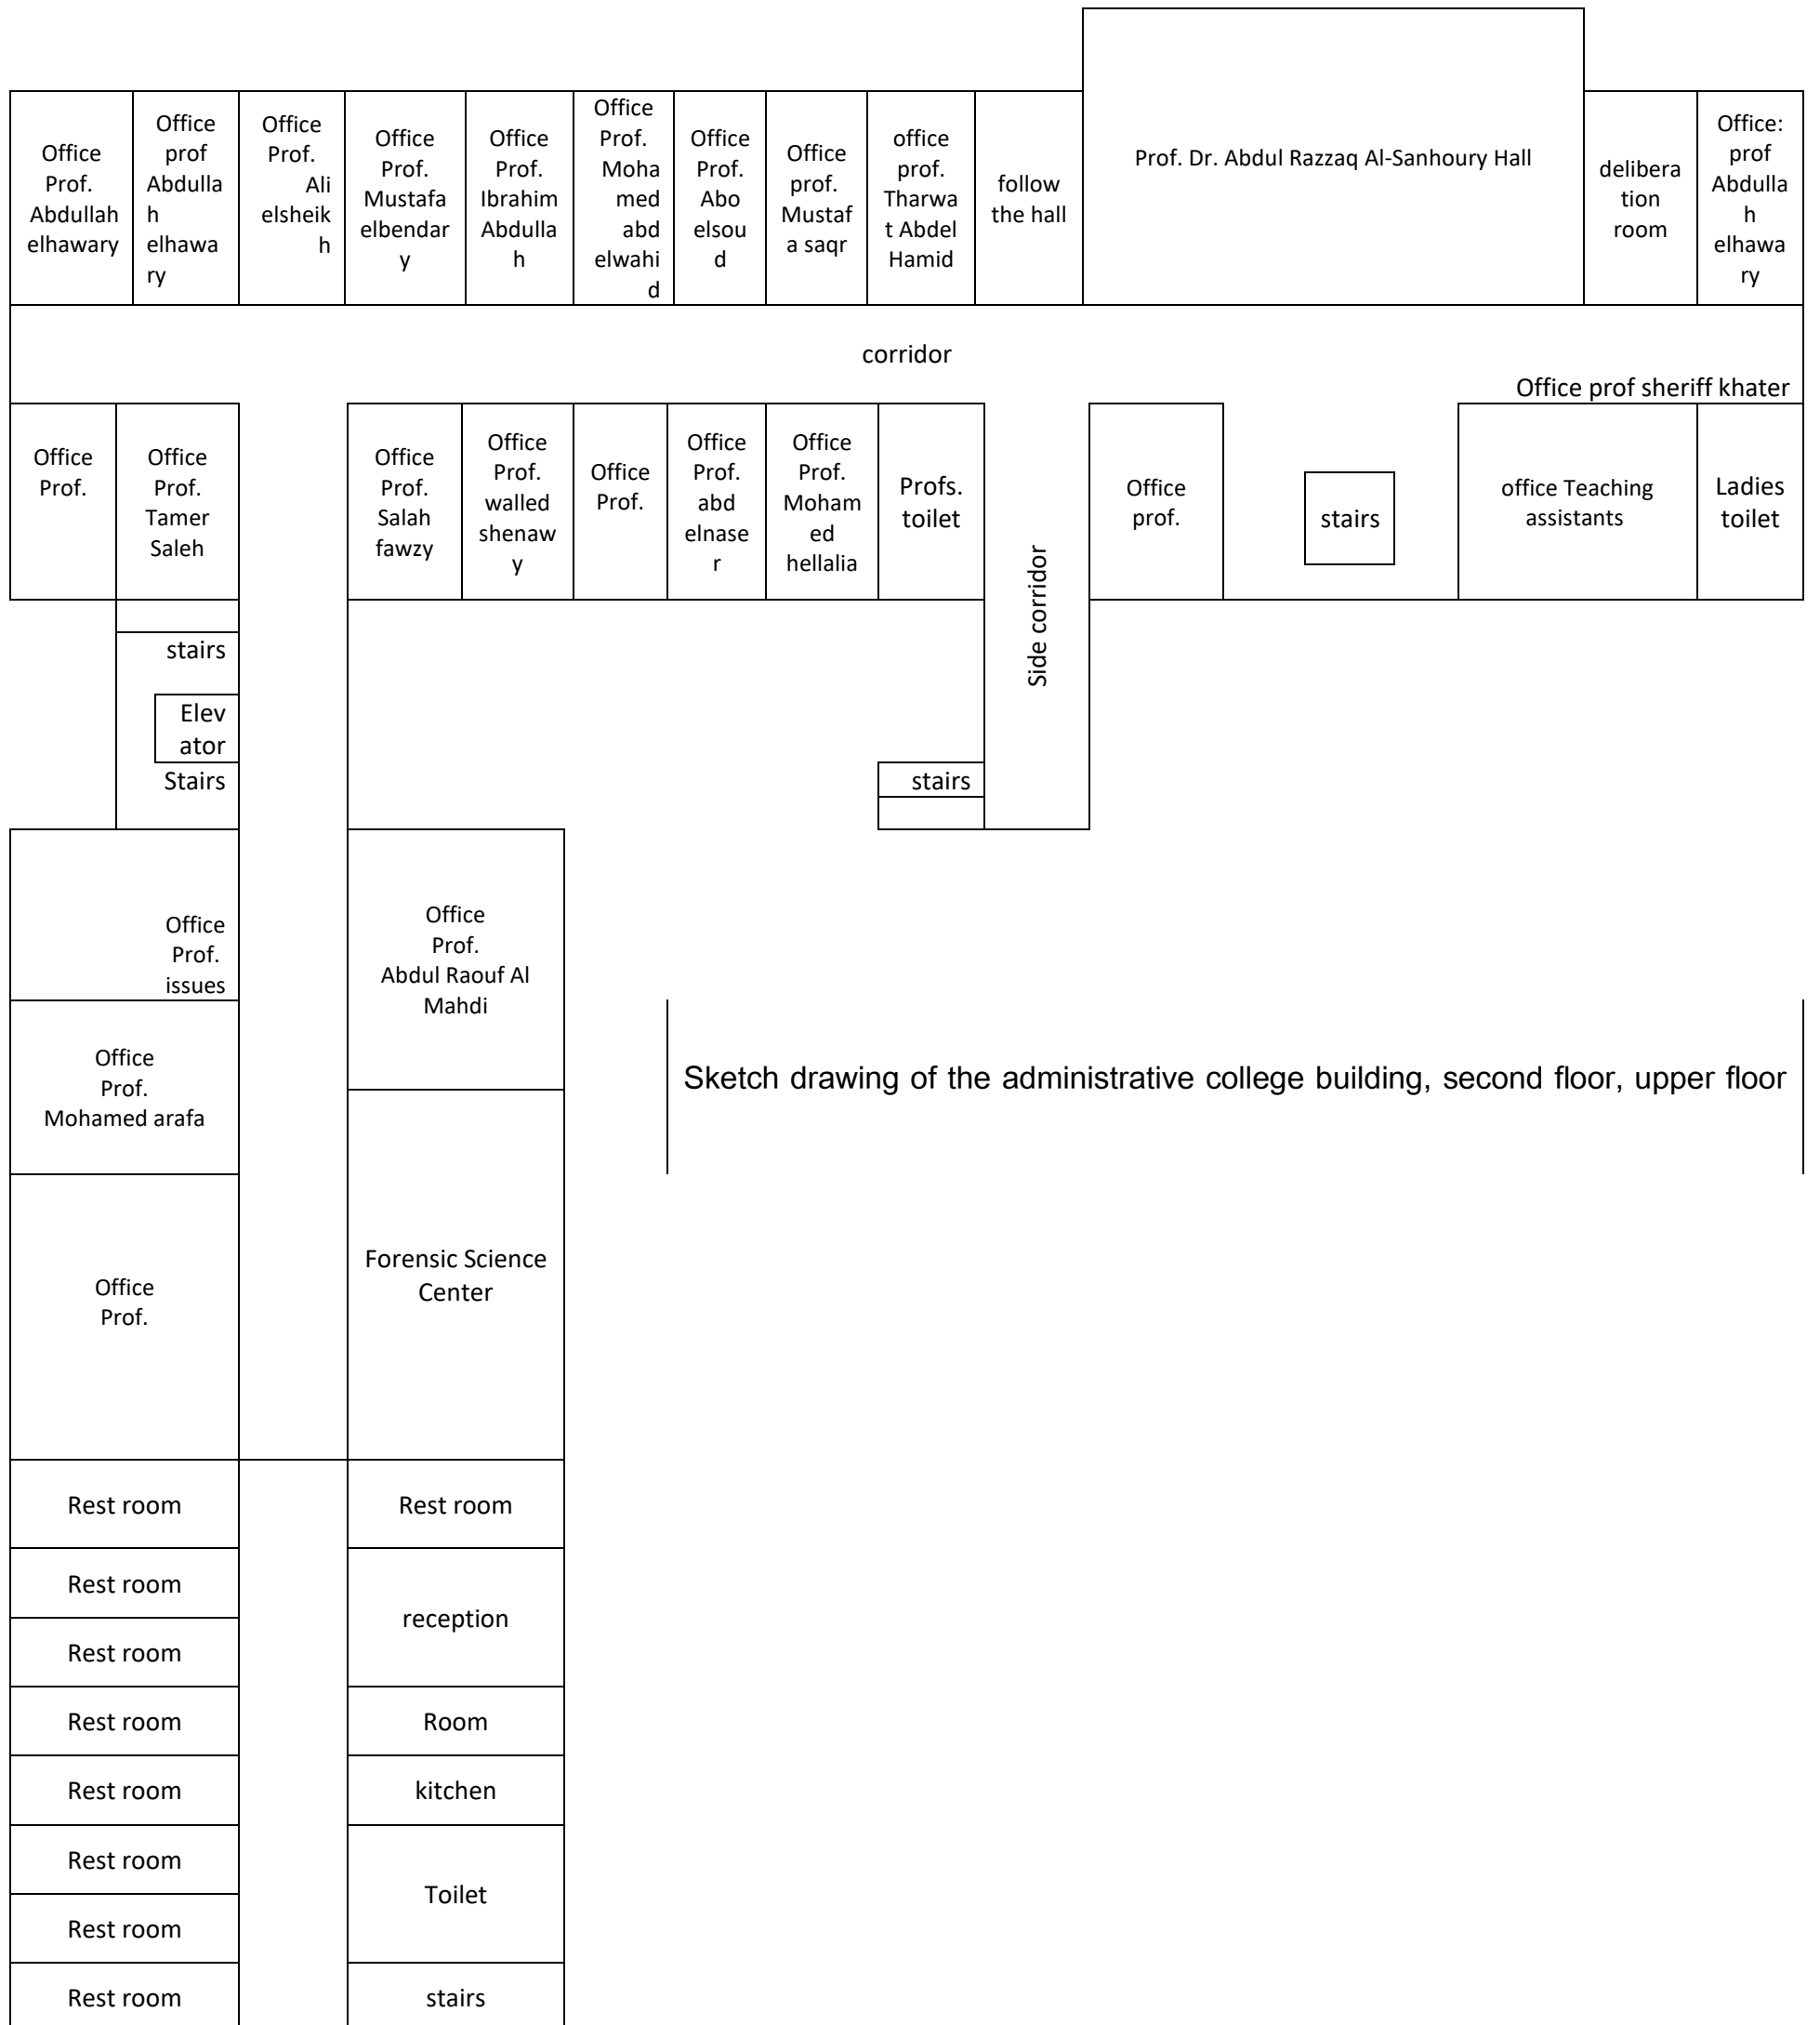 Office
Prof.
Abdullah
elhawary
Office
prof
Abdulla
h
elhawa
ry
Office
Prof.
Ali
elsheik
h
Office
Prof.
Mustafa
elbendar
y
Office
Prof.
Ibrahim
Abdulla
h
Office
Prof.
Moha
med
abd
elwahi
d
Office
Prof.
Abo
elsou
d
Office
prof.
Mustaf
a saqr
office
prof.
Tharwa
t Abdel
Hamid
follow
the hall
Prof. Dr. Abdul Razzaq Al-Sanhoury Hall
delibera
tion
room
Office:
prof
Abdulla
h
elhawa
ry
corridor
Office prof sheriff khater
Office
Prof.
Office
Prof.
Tamer
Saleh
Office
Prof.
Salah
fawzy
Office
Prof.
walled
shenaw
y
Office
Prof.
Office
Prof.
abd
elnase
r
Office
Prof.
Moham
ed
hellalia
Profs.
toilet
Side corridor
Office
prof.
stairs
office Teaching
assistants
Ladies
toilet
stairs
Elev
ator
Stairs
stairs
Office
Prof.
issues
Office
Prof.
Abdul Raouf Al
Mahdi
Office
Prof.
Mohamed arafa
Sketch drawing of the administrative college building, second floor, upper floor
Office
Prof.
Forensic Science
Center
Rest room
Rest room
Rest room
reception
Rest room
Rest room
Room
Rest room
kitchen
Rest room
Toilet
Rest room
Rest room
stairs